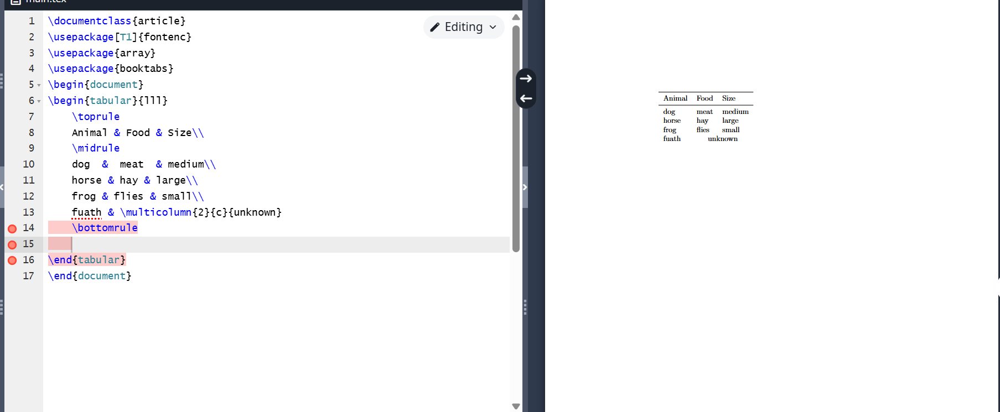 main.tex
Editing
1 \documentclass{article}
2 \usepackage[T1]{fontenc}
3 \usepackage{array}
4 \usepackage{booktabs}
5 \begin{document}
6 \begin{tabular}{lll}
7 \toprule
8 Animal & Food & Size\\
9 \midrule
10 dog & meat & medium\\
11 horse & hay & large\\
12 frog & flies & small\\
13 fuath & \multicolumn{2}{c}{unknown}
14 \bottomrule
15
16 \end{tabular}
17 \end{document}
Animal Food Size
dog meat medium
horse hay large
frog flies small
fuath unknown